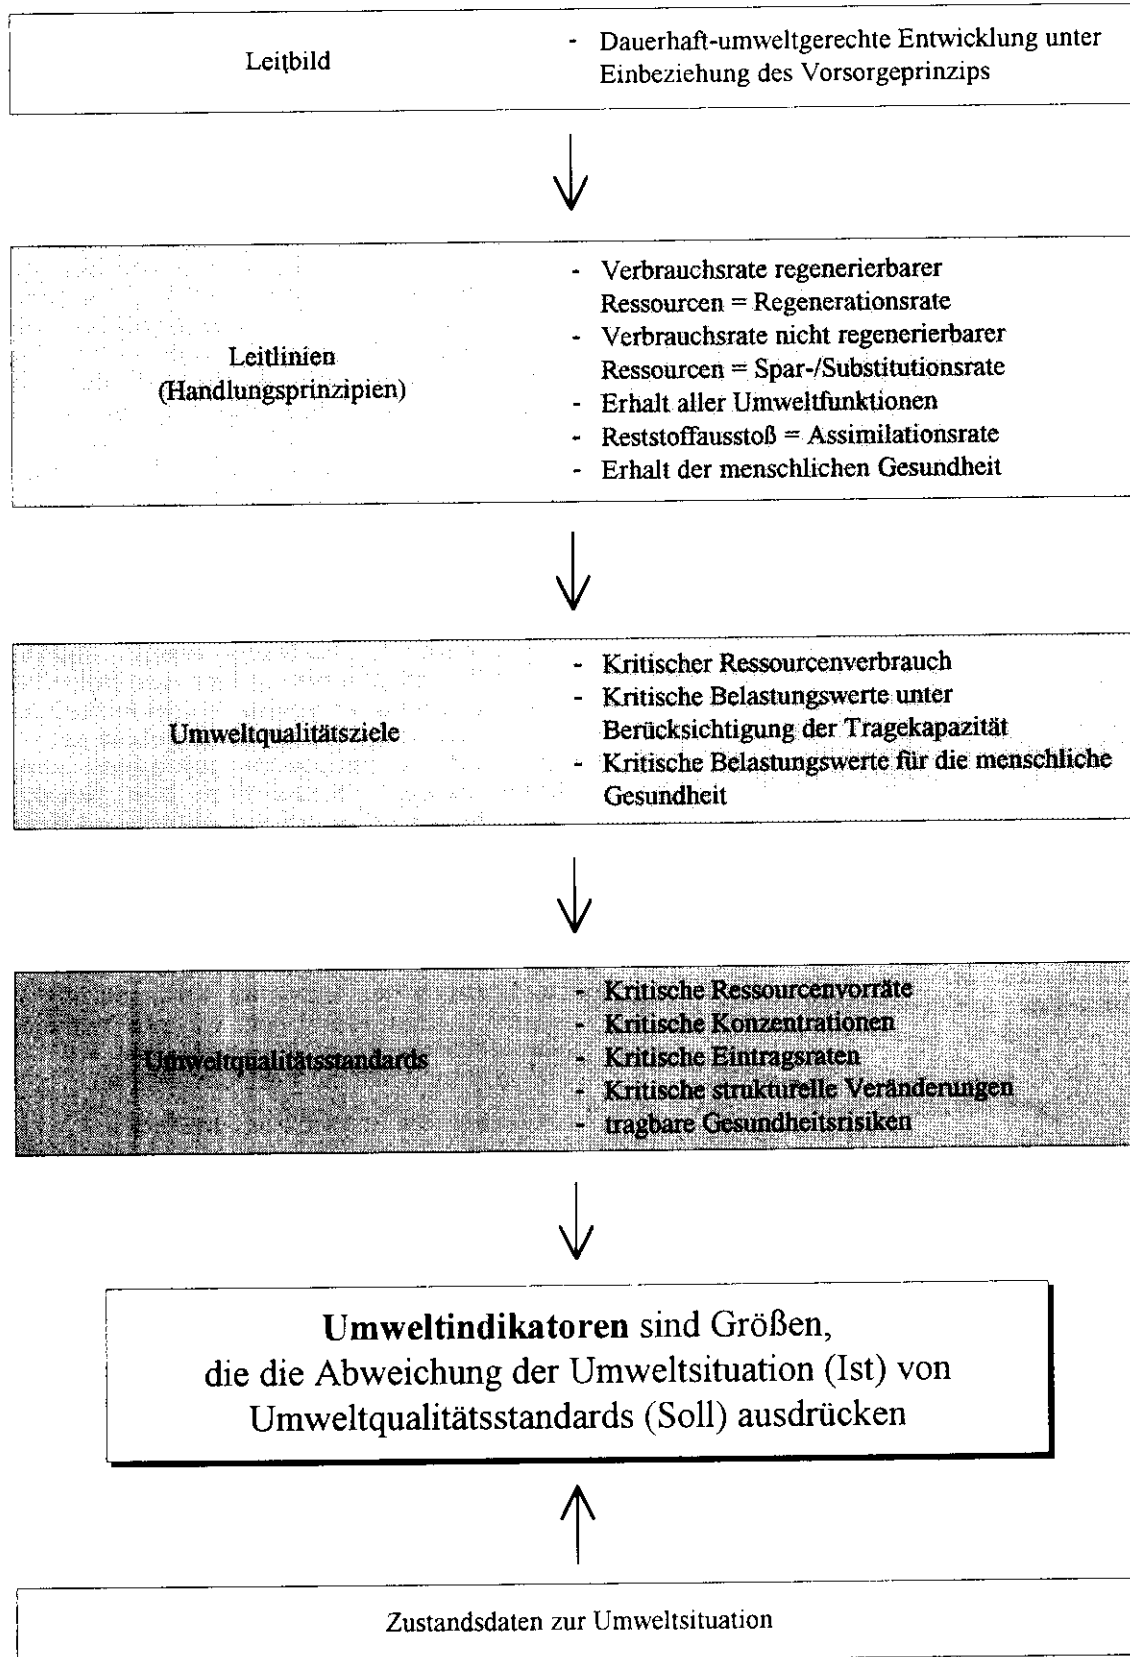 Leitbild
- Dauerhaft-umweltgerechte Entwicklung unter
Einbeziehung des Vorsorgeprinzips
Leitlinien
(Handlungsprinzipien)
- Verbrauchsrate regenerierbarer
Ressourcen = Regenerationsrate
- Verbrauchsrate nicht regenerierbarer
Ressourcen = Spar-/Substitutionsrate
- Erhalt aller Umweltfunktionen
- Reststoffausstoß = Assimilationsrate
- Erhalt der menschlichen Gesundheit
Umweltqualitätsziele
- Kritischer Ressourcenverbrauch
- Kritische Belastungswerte unter
Berücksichtigung der Tragekapazität
- Kritische Belastungswerte für die menschliche
Gesundheit
Umweltqualitätsstandards
- Kritische Ressourcenvorräte
- Kritische Konzentrationen
- Kritische Eintragsraten
- Kritische strukturelle Veränderungen
- tragbare Gesundheitsrisiken
Umweltindikatoren sind Größen,
die die Abweichung der Umweltsituation (Ist) von
Umweltqualitätsstandards (Soll) ausdrücken
Zustandsdaten zur Umweltsituation